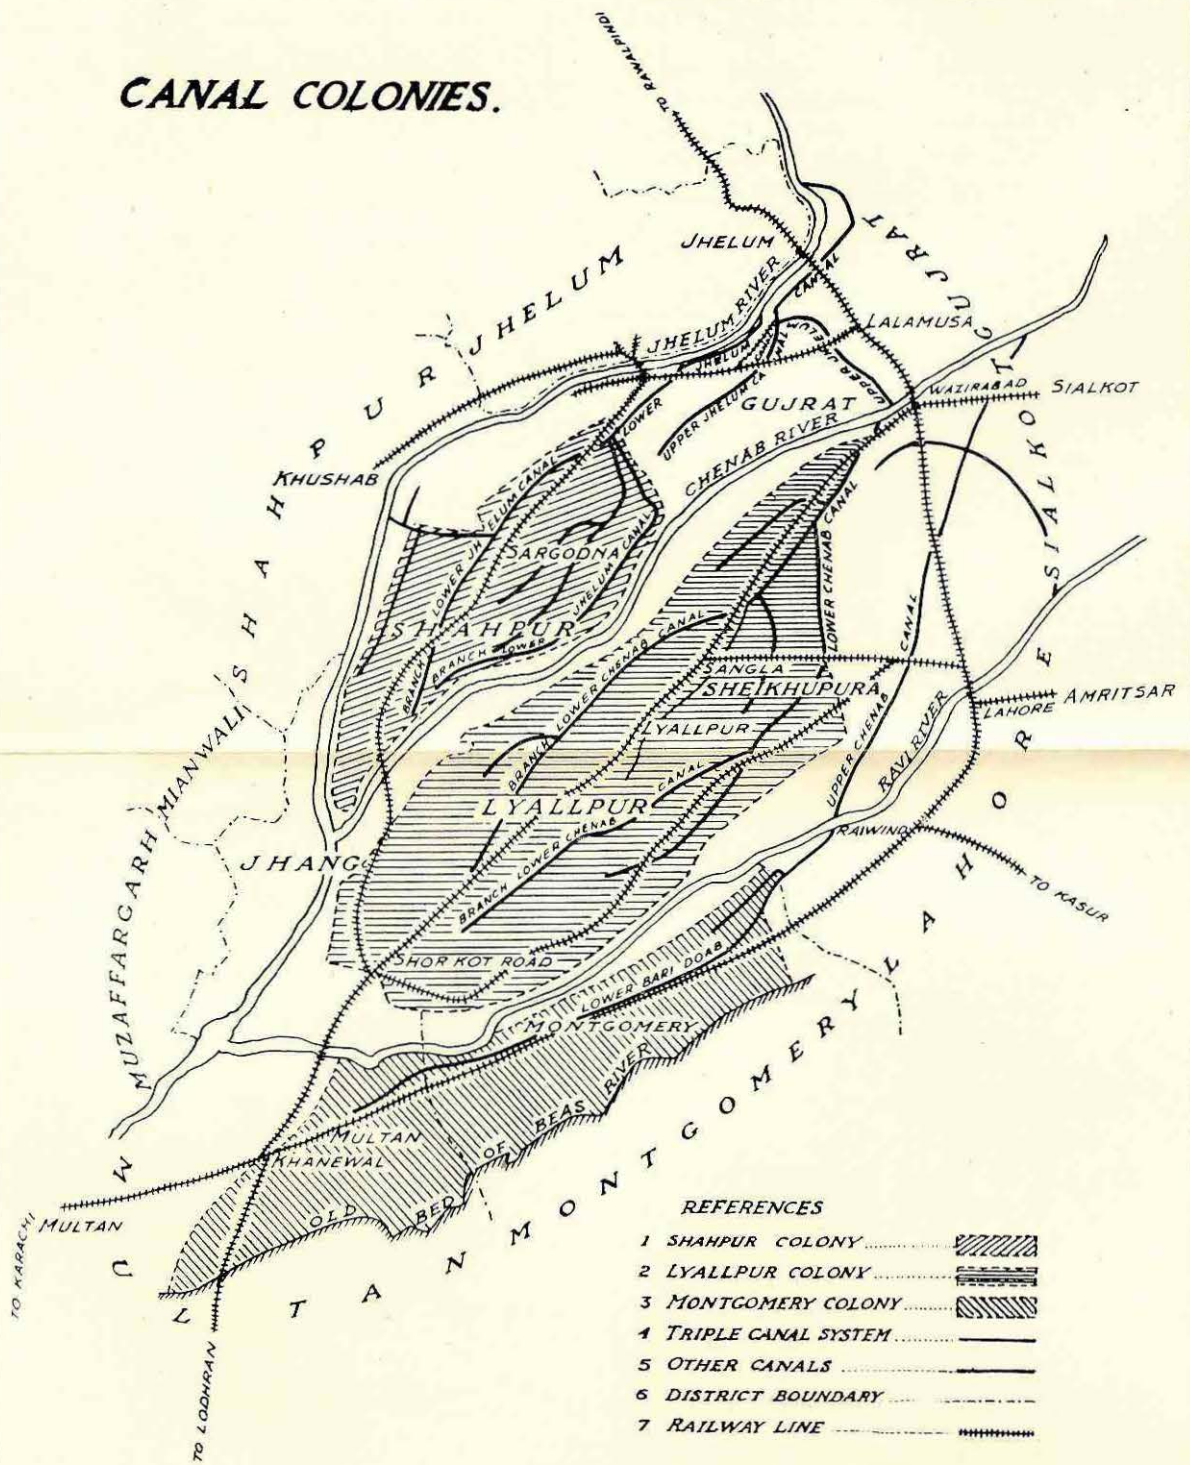 CANAL COLONIES.
TO RAWALPINDI
JHELUM
GUJRAT
JHELUM
JHELUM RIVER
CANAL
LALAMUSA
LOWER JHELUM
UPPER JHELUM
UPPER JHELUM CANAL
GUJRAT
WAZIRABAD
SIALKOT
CHENAB RIVER
SIALKOT
SHAHPUR
KHUSHAB
LOWER JHELUM CANAL
SARGODNA
JHELUM CANAL
SHAHPUR
BRANCH LOWER
BRANCH
LOWER CHENAB CANAL
BRANCH LOWER CHENAB CANAL
SANGLA
SHEIKHUPURA
LYALLPUR
UPPER CHENAB CANAL
RAVI RIVER
LAHORE
AMRITSAR
LAHORE
MIANWALI
MUZAFFARGARH
LYALLPUR
BRANCH LOWER CHENAB CANAL
JHANG
RAIWIND
TO KASUR
SHOR KOT ROAD
LOWER BARI DOAB
MONTGOMERY
MONTGOMERY
MULTAN
KHANEWAL
OLD BED OF BEAS RIVER
MULTAN
MULTAN
TO KARACHI
TO LODHRAN
REFERENCES
1 SHAHPUR COLONY
2 LYALLPUR COLONY
3 MONTGOMERY COLONY
4 TRIPLE CANAL SYSTEM
5 OTHER CANALS
6 DISTRICT BOUNDARY
7 RAILWAY LINE